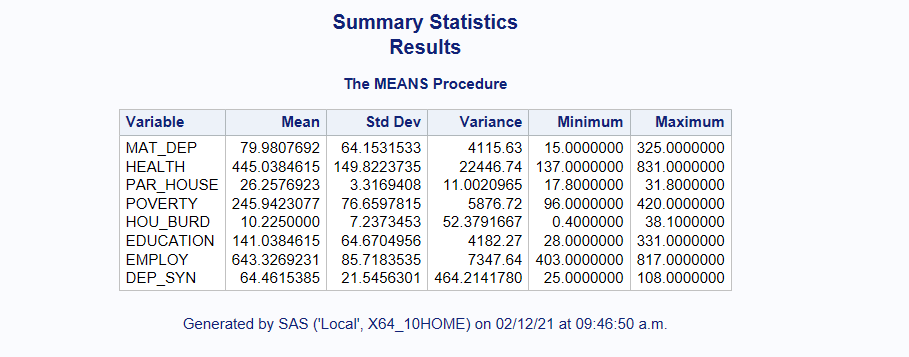 Summary Statistics
Results
The MEANS Procedure
Variable Mean Std Dev Variance Minimum Maximum
MAT_DEP 79.9807692 64.1531533 4115.63 15.0000000 325.0000000
HEALTH 445.0384615 149.8223735 22446.74 137.0000000 831.0000000
PAR_HOUSE 26.2576923 3.3169408 11.0020965 17.8000000 31.8000000
POVERTY 245.9423077 76.6597815 5876.72 96.0000000 420.0000000
HOU_BURD 10.2250000 7.2373453 52.3791667 0.4000000 38.1000000
EDUCATION 141.0384615 64.6704956 4182.27 28.0000000 331.0000000
EMPLOY 643.3269231 85.7183535 7347.64 403.0000000 817.0000000
DEP_SYN 64.4615385 21.5456301 464.2141780 25.0000000 108.0000000
Generated by SAS ('Local', X64_10HOME) on 02/12/21 at 09:46:50 a.m.